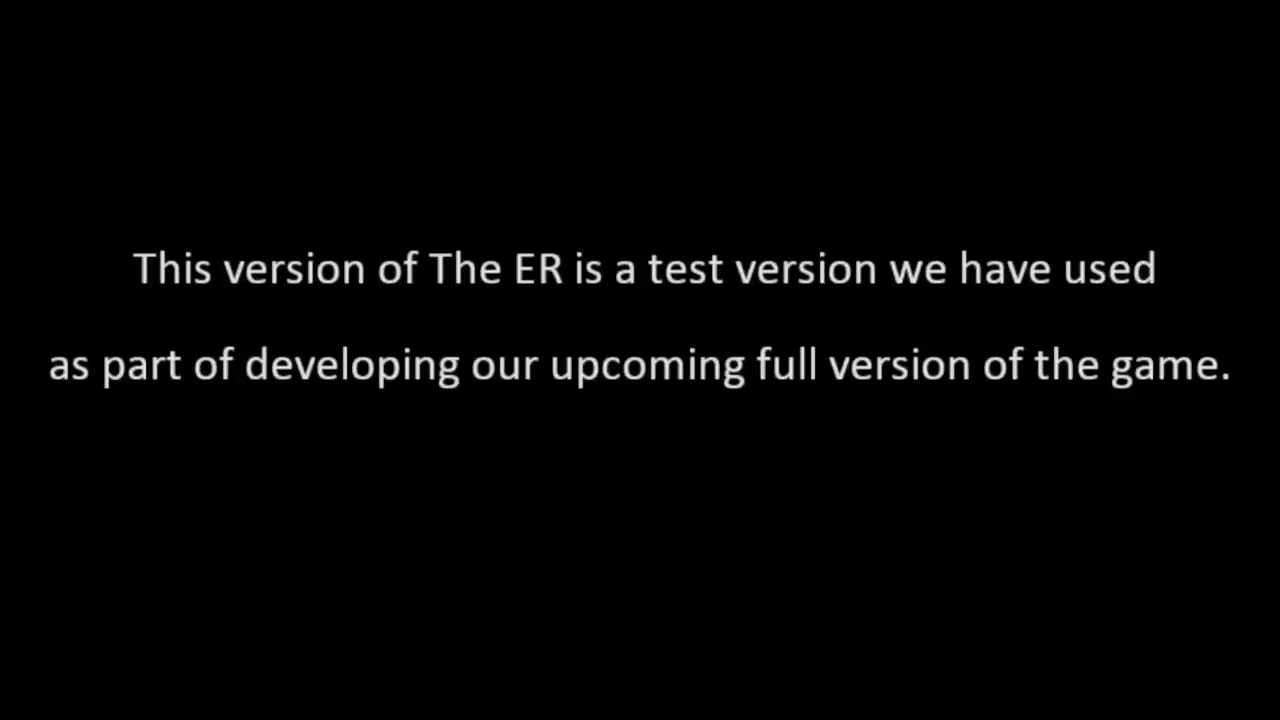 This version of The ER is a test version we have used
as part of developing our upcoming full version of the game.